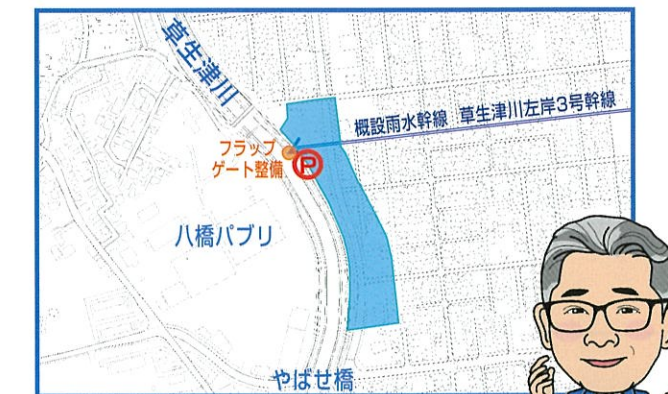 草生津川
概設雨水幹線 草生津川左岸3号幹線
フラップ
ゲート整備
P
八橋パブリ
やばせ橋